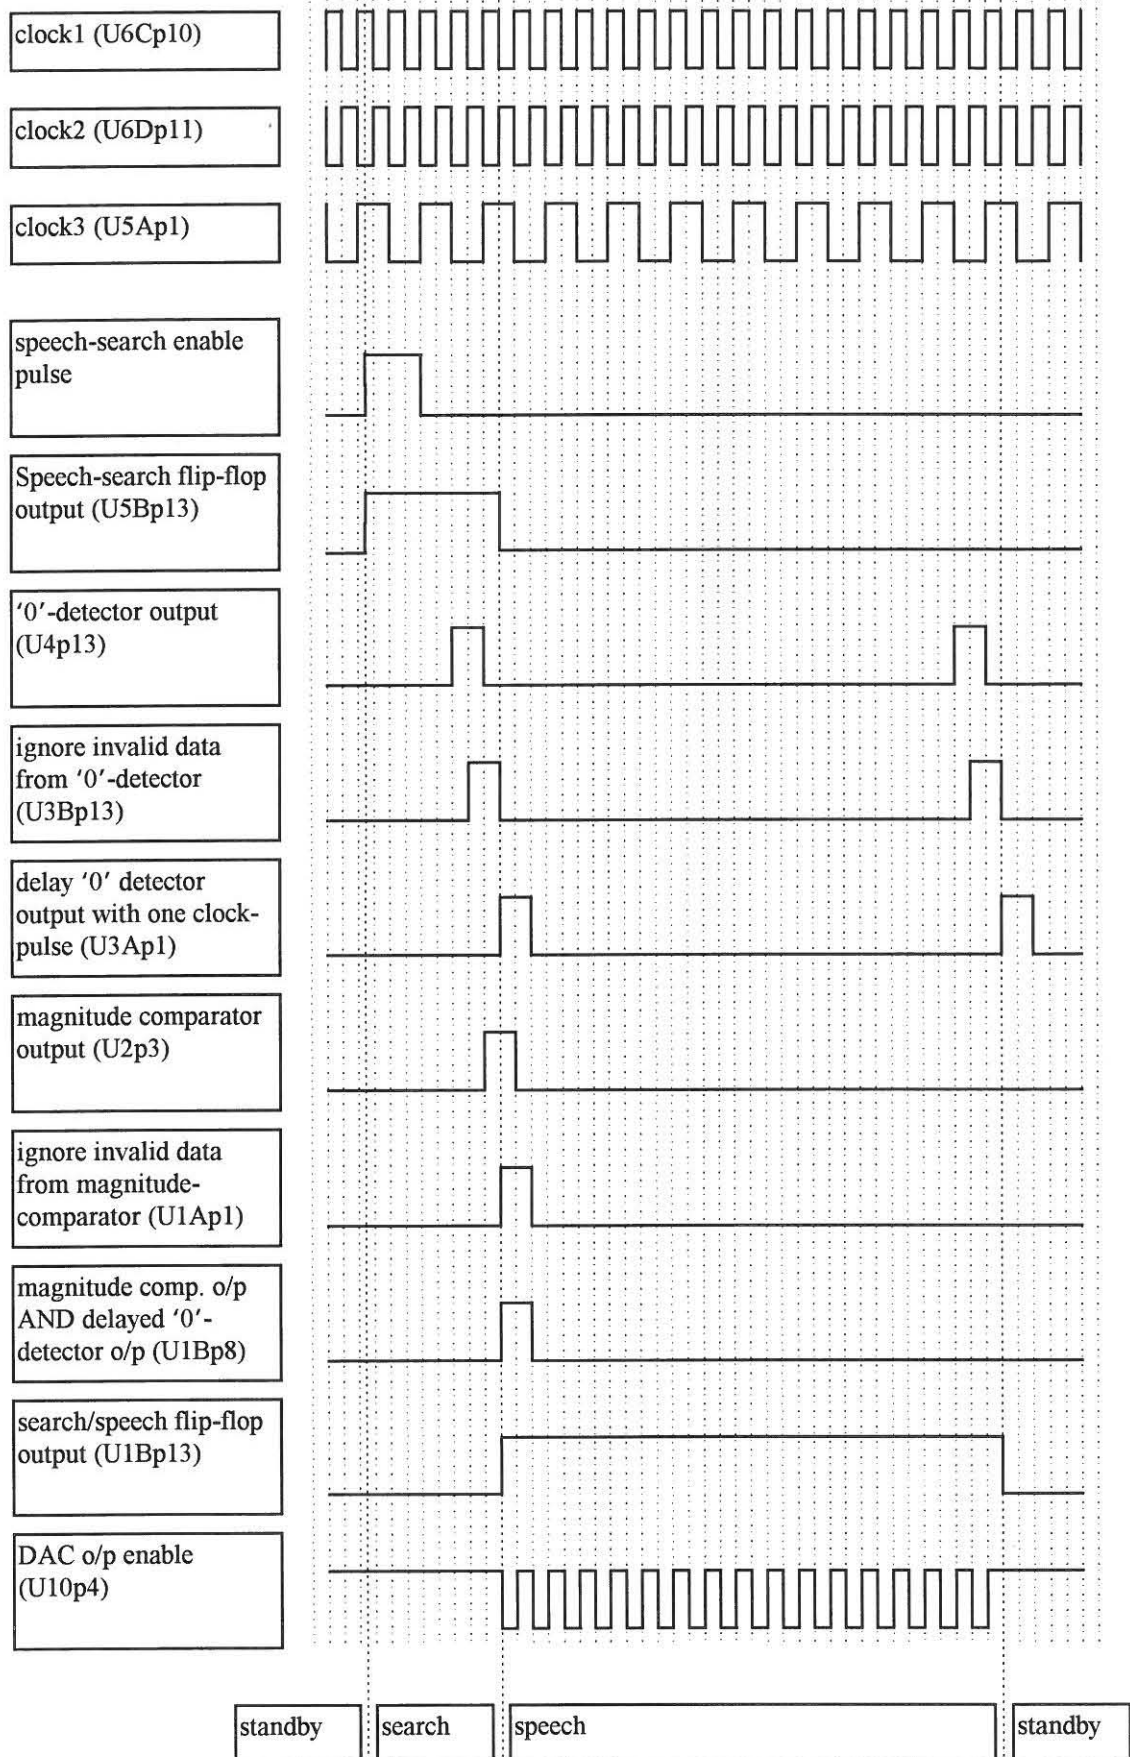 clock1 (U6Cp10)
clock2 (U6Dp11)
clock3 (U5Ap1)
speech-search enable
pulse
Speech-search flip-flop
output (U5Bp13)
‘0’-detector output
(U4p13)
ignore invalid data
from ‘0’-detector
(U3Bp13)
delay ‘0’ detector
output with one clock-
pulse (U3Ap1)
magnitude comparator
output (U2p3)
ignore invalid data
from magnitude-
comparator (U1Ap1)
magnitude comp. o/p
AND delayed ‘0’-
detector o/p (U1Bp8)
search/speech flip-flop
output (U1Bp13)
DAC o/p enable
(U10p4)
standby search speech standby